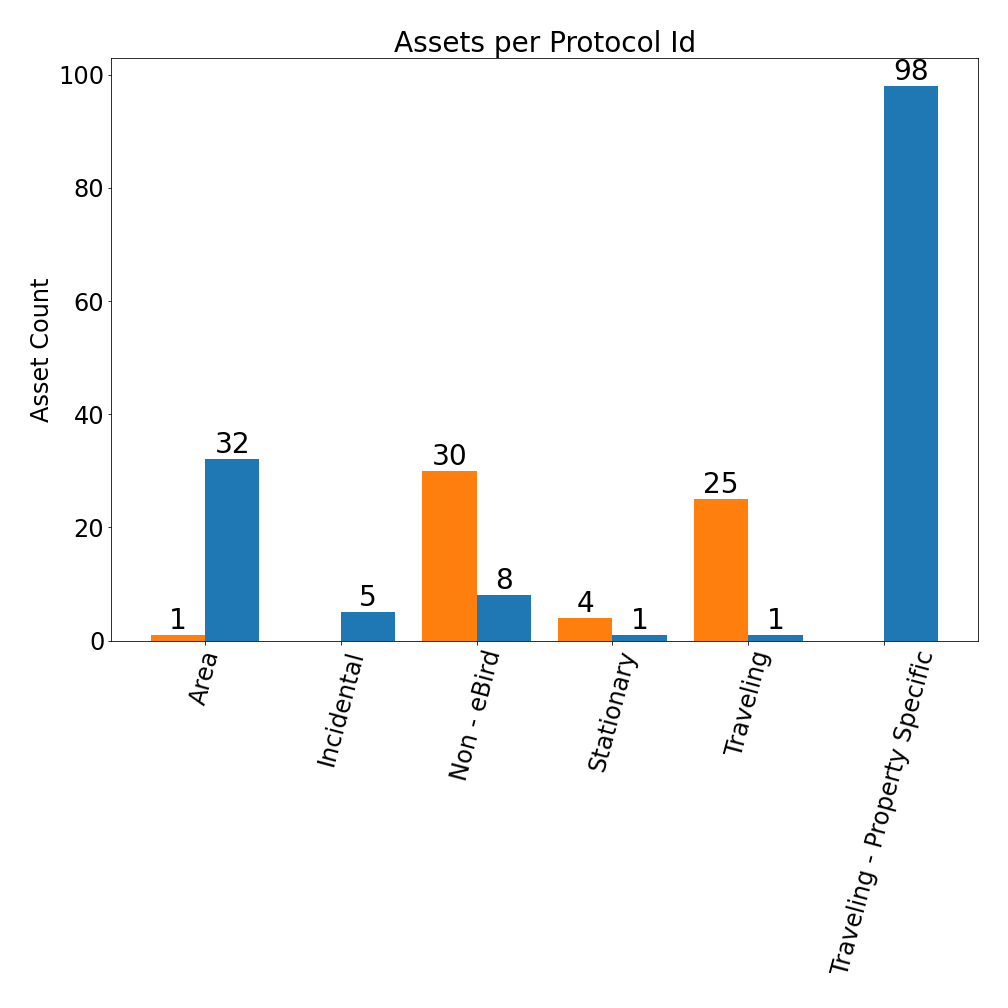 Assets per Protocol Id
Asset Count
100
80
60
40
20
0
1
32
5
30
8
4
1
25
1
98
Area
Incidental
Non - eBird
Stationary
Traveling
Traveling - Property Specific